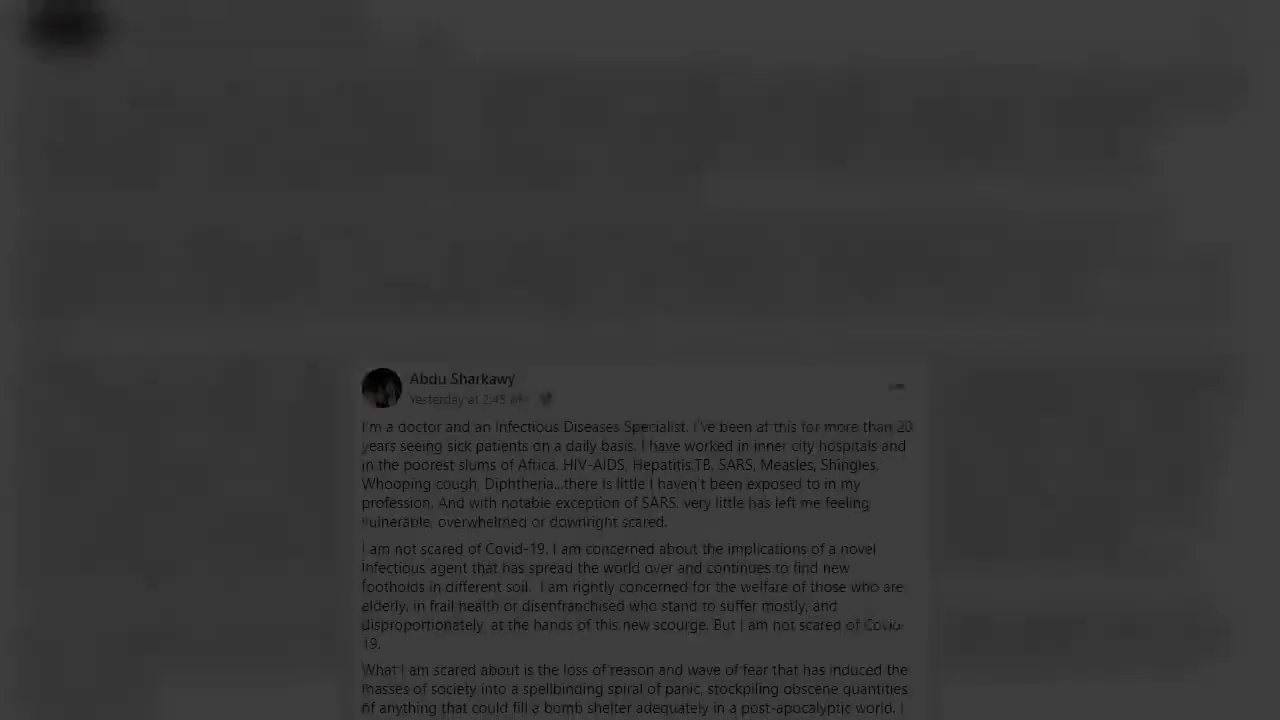 Abdu Sharkawy
Yesterday at 2:45 AM
I'm a doctor and an Infectious Diseases Specialist. I've been at this for more than 20
years seeing sick patients on a daily basis. I have worked in inner city hospitals and
in the poorest slums of Africa. HIV-AIDS, Hepatitis,TB, SARS, Measles, Shingles,
Whooping cough, Diphtheria...there is little I haven't been exposed to in my
profession. And with notable exception of SARS, very little has left me feeling
vulnerable, overwhelmed or downright scared.
I am not scared of Covid-19. I am concerned about the implications of a novel
infectious agent that has spread the world over and continues to find new
footholds in different soil. I am rightly concerned for the welfare of those who are
elderly, in frail health or disenfranchised who stand to suffer mostly, and
disproportionately, at the hands of this new scourge. But I am not scared of Covid-
19.
What I am scared about is the loss of reason and wave of fear that has induced the
masses of society into a spellbinding spiral of panic, stockpiling obscene quantities
of anything that could fill a bomb shelter adequately in a post-apocalyptic world. I